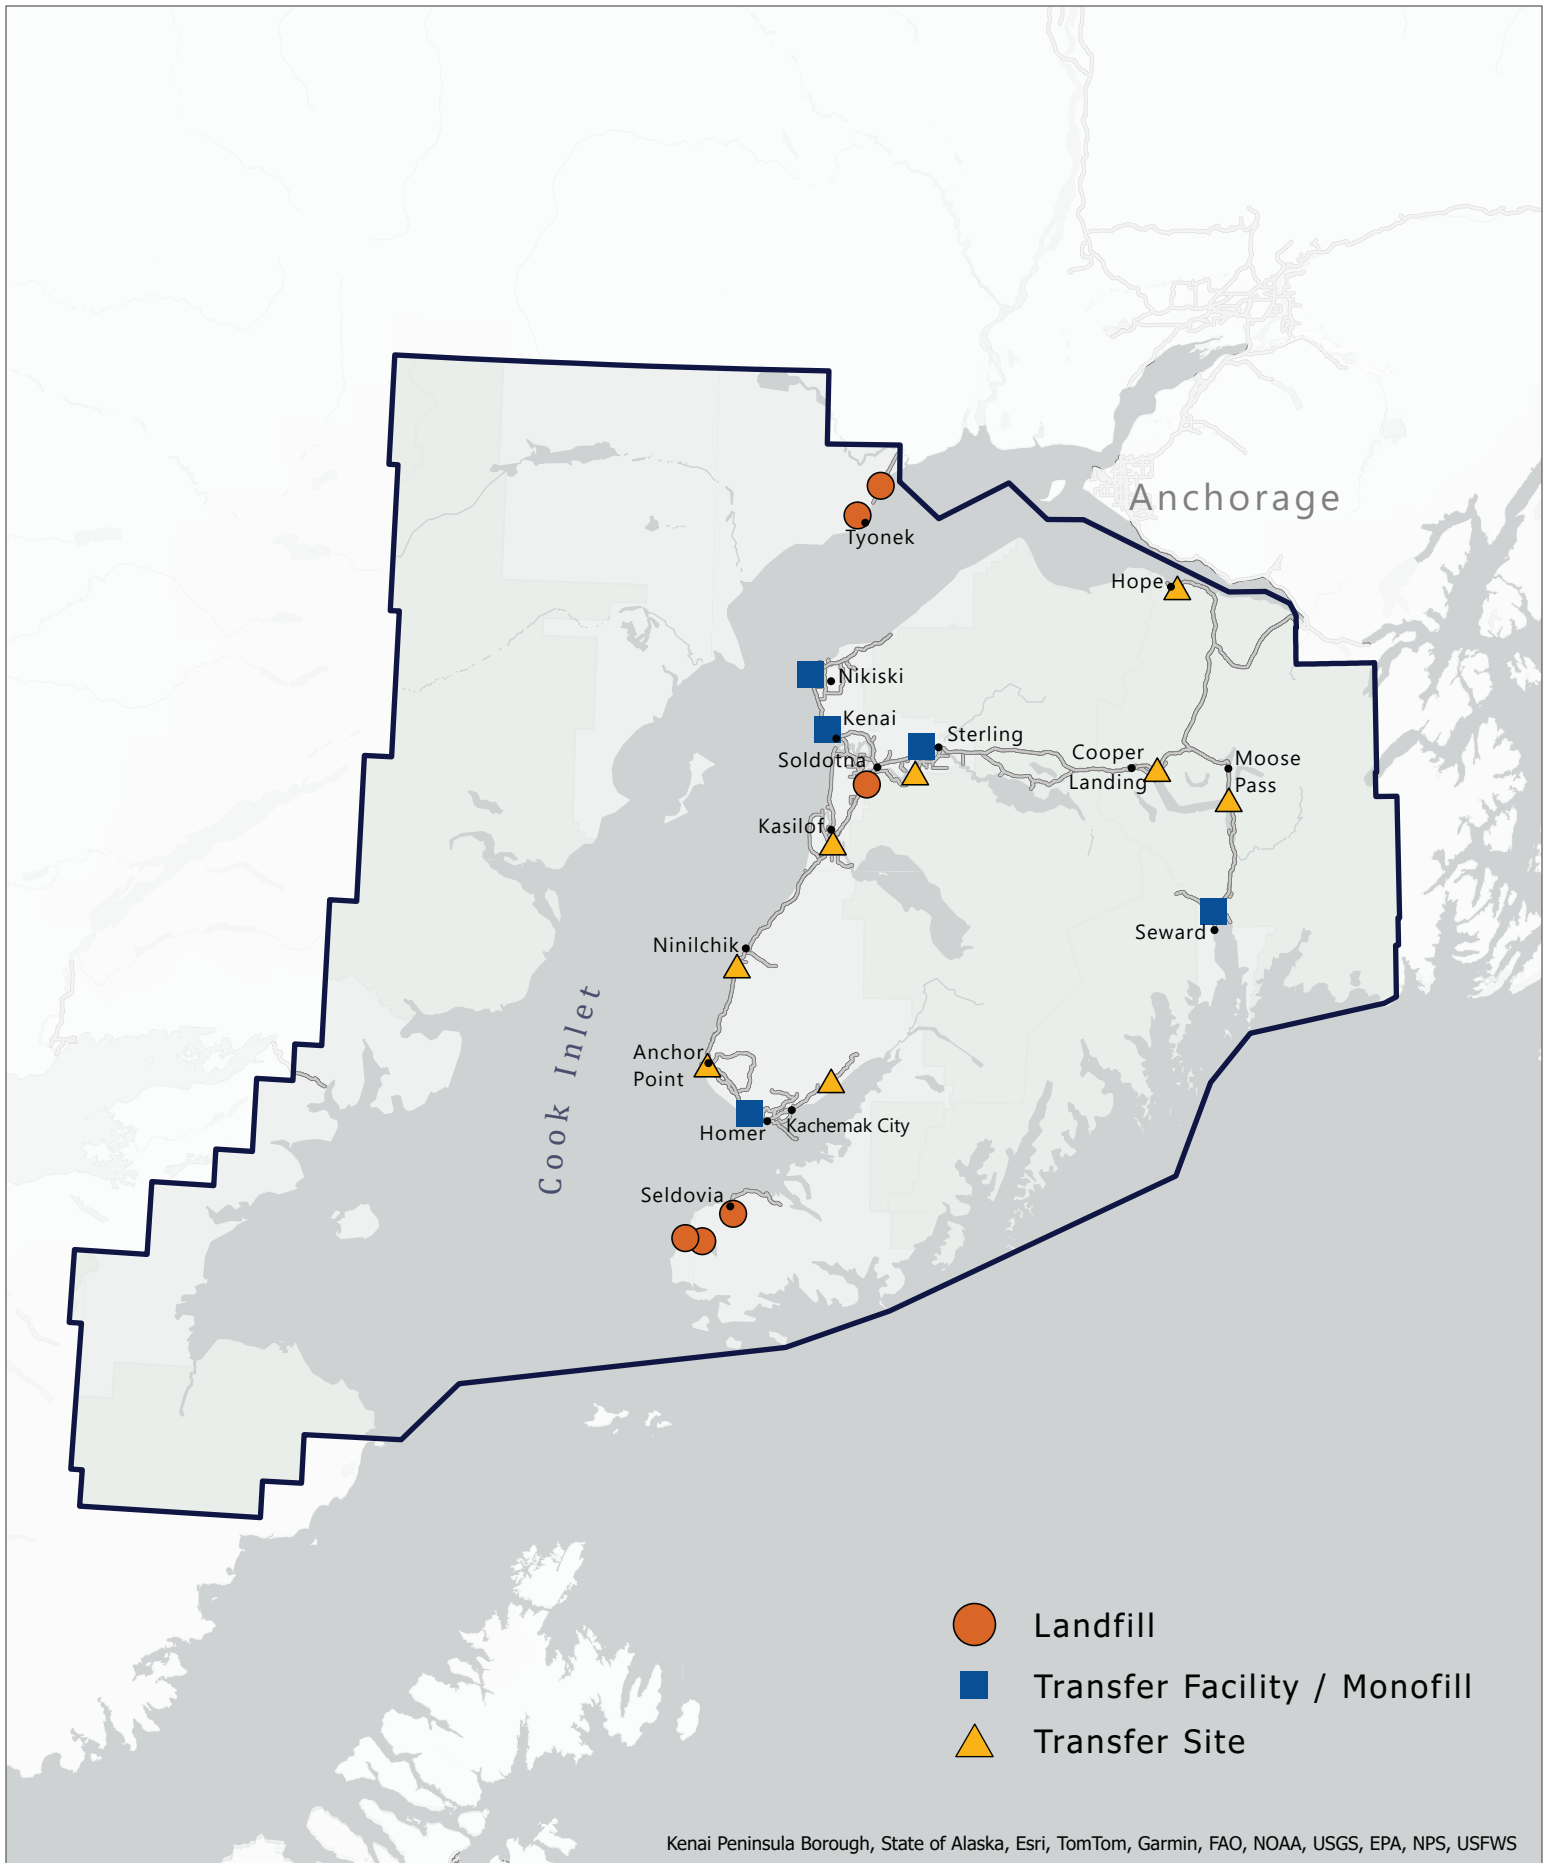 Anchorage
Tyonek
Hope
Nikiski
Kenai
Sterling
Soldotna
Cooper
Landing
Moose
Pass
Kasilof
Seward
Ninilchik
Cook Inlet
Anchor
Point
Homer
Kachemak City
Seldovia
Landfill
Transfer Facility / Monofill
Transfer Site
Kenai Peninsula Borough, State of Alaska, Esri, TomTom, Garmin, FAO, NOAA, USGS, EPA, NPS, USFWS